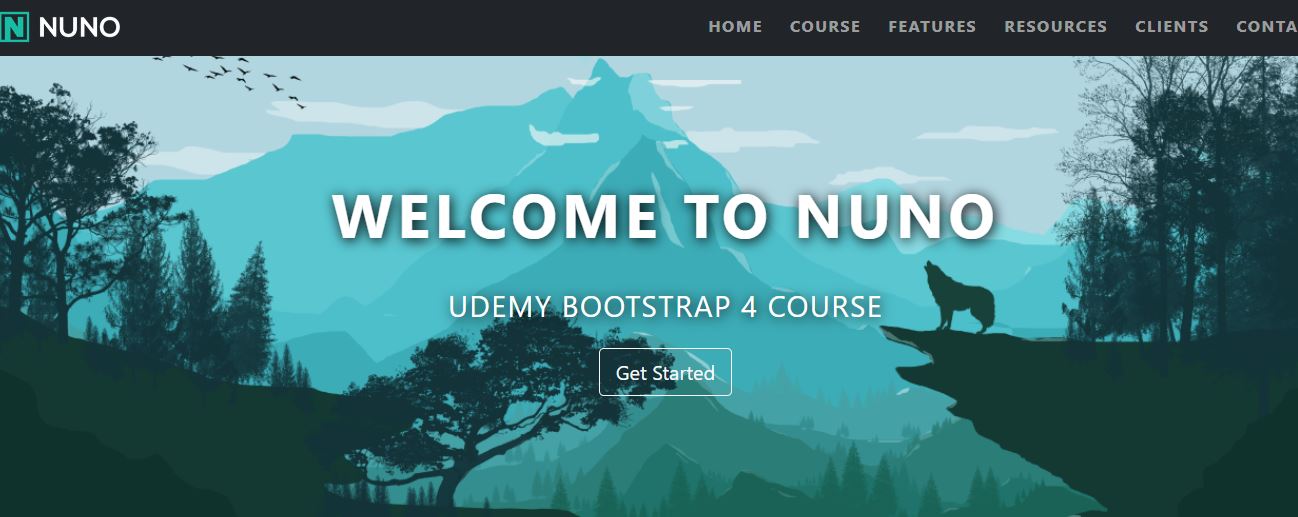 NUNO
HOME COURSE FEATURES RESOURCES CLIENTS CONTA
WELCOME TO NUNO
UDEMY BOOTSTRAP 4 COURSE
Get Started